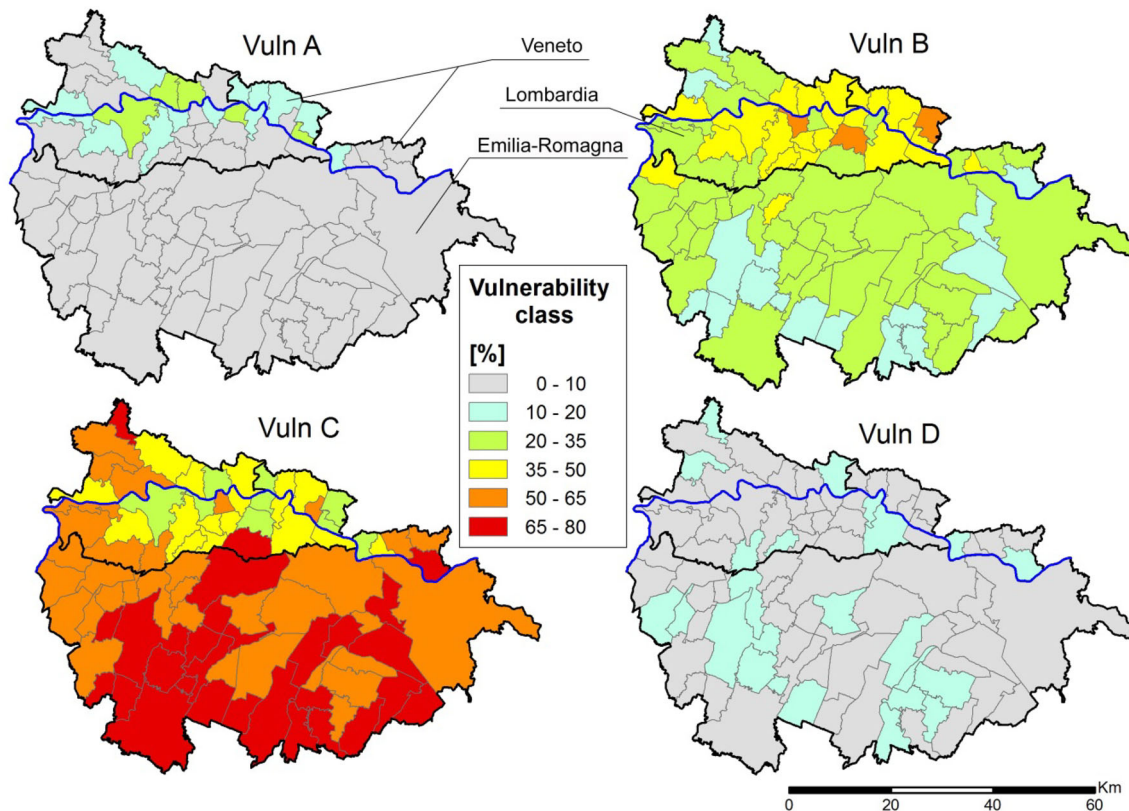 Vuln A
Veneto
Vuln B
Lombardia
Emilia-Romagna
Vulnerability
class
[%]
0 - 10
10 - 20
20 - 35
35 - 50
50 - 65
65 - 80
Vuln C
Vuln D
Km
0 20 40 60